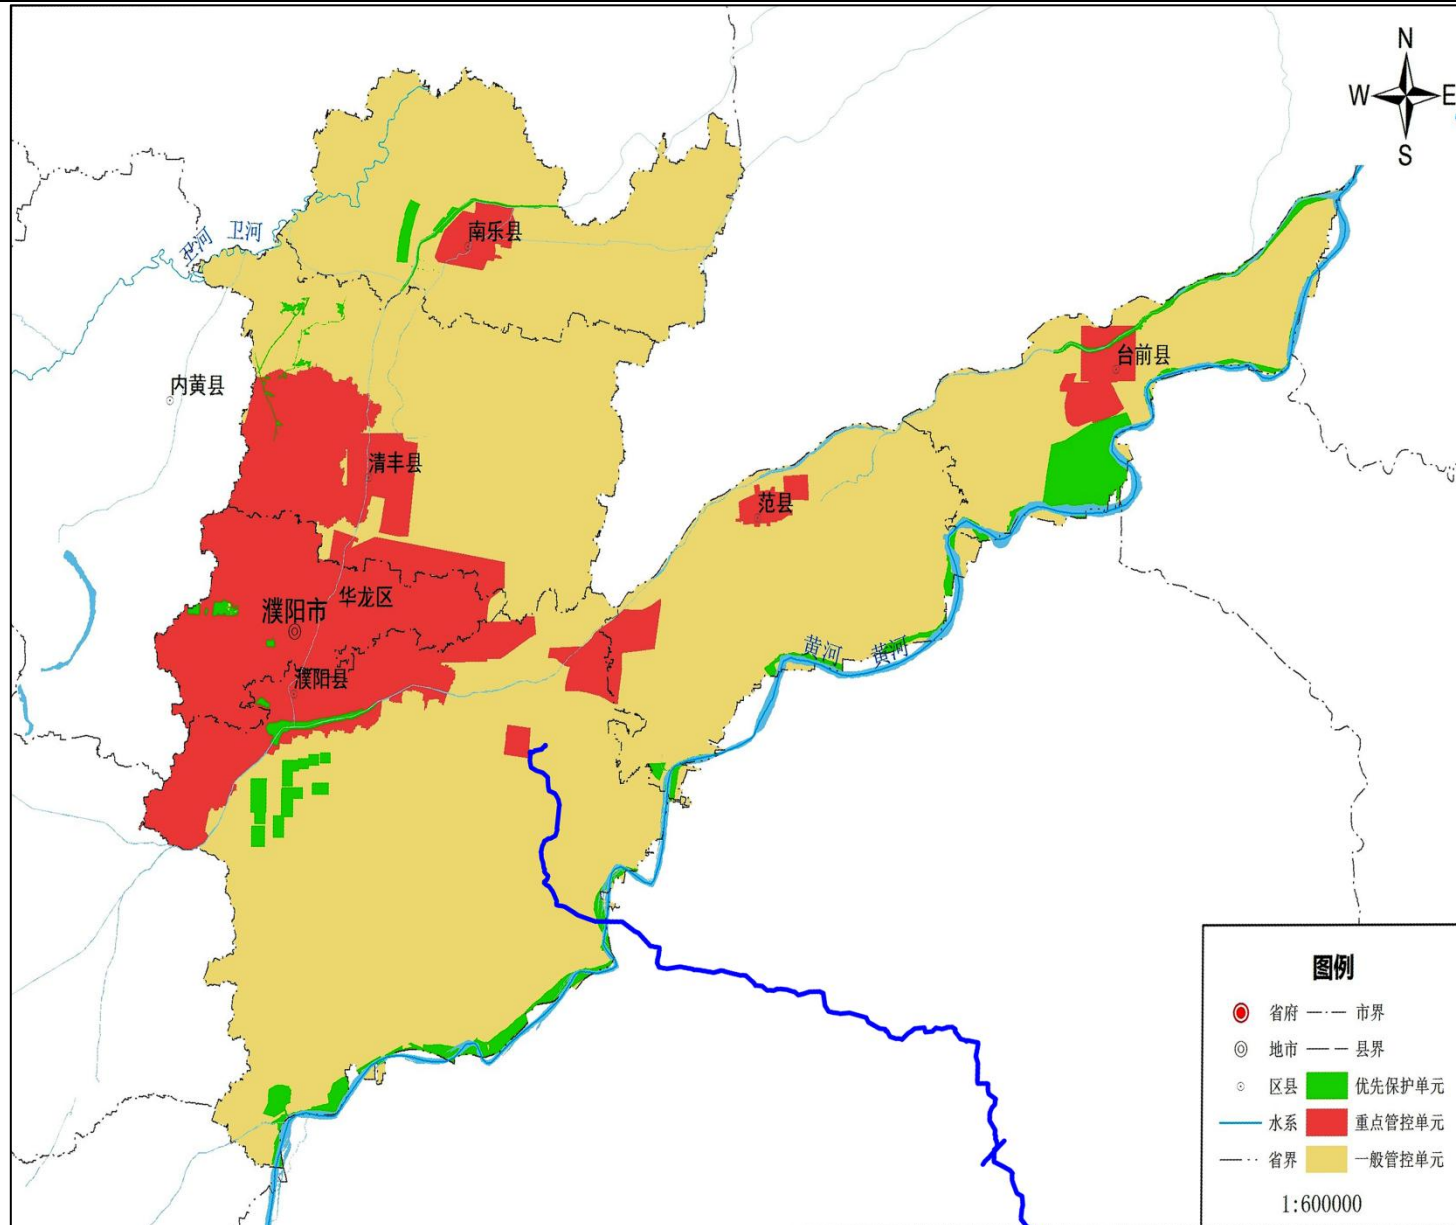 N
W
E
S
卫河
卫河
南乐县
内黄县
台前县
清丰县
范县
华龙区
濮阳市
濮阳县
黄河
黄河
图例
省府
市界
地市
县界
区县
优先保护单元
水系
重点管控单元
省界
一般管控单元
1:600000